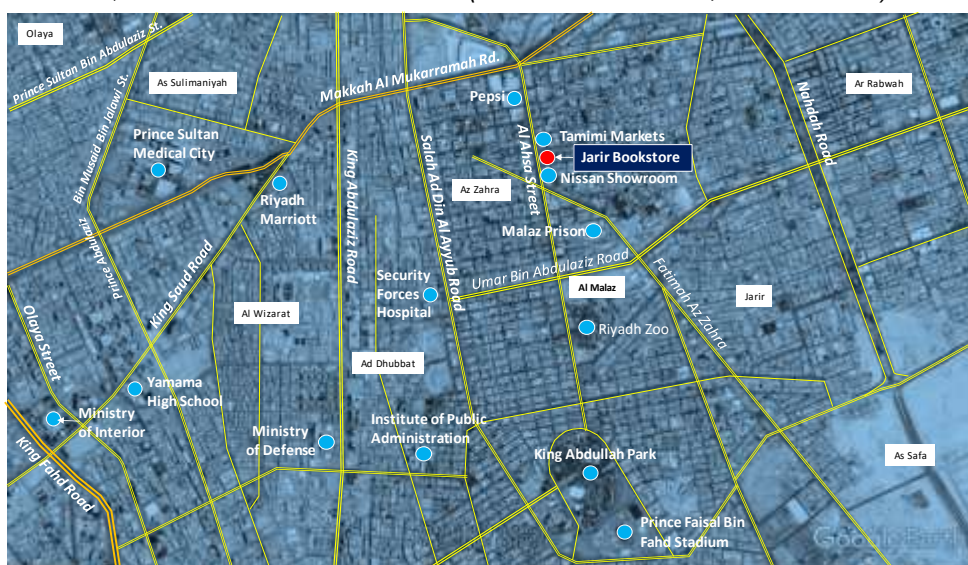 Olaya
Prince Sultan Bin Abdulaziz St.
As Sulimaniyah
Makkah Al Mukarramah Rd.
Ar Rabwah
Nahdah Road
Pepsi
Bin Musaid Bin Jalawi St.
Prince Sultan
Medical City
Tamimi Markets
Al Ahsa Street
Jarir Bookstore
Nissan Showroom
Salah Ad Din Al Ayyub Road
King Abdulaziz Road
Az Zahra
Riyadh
Marriott
Prince Abdulaziz
Malaz Prison
King Saud Road
Umar Bin Abdulaziz Road
Fatimah Az Zahra
Security
Forces
Hospital
Al Malaz
Jarir
Al Wizarat
Olaya Street
Riyadh Zoo
Ad Dhubbat
Yamama
High School
Ministry
of Interior
Institute of Public
Administration
Ministry
of Defense
King Fahd Road
King Abdullah Park
As Safa
Prince Faisal Bin
Fahd Stadium
Google